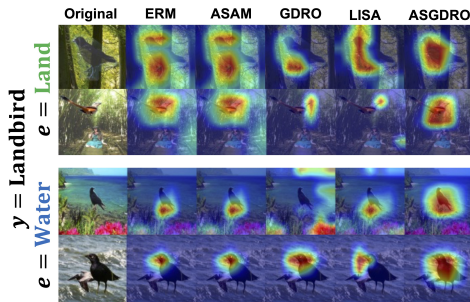 Original ERM ASAM GDRO LISA ASGDRO
y = Landbird
e = Land
e = Water